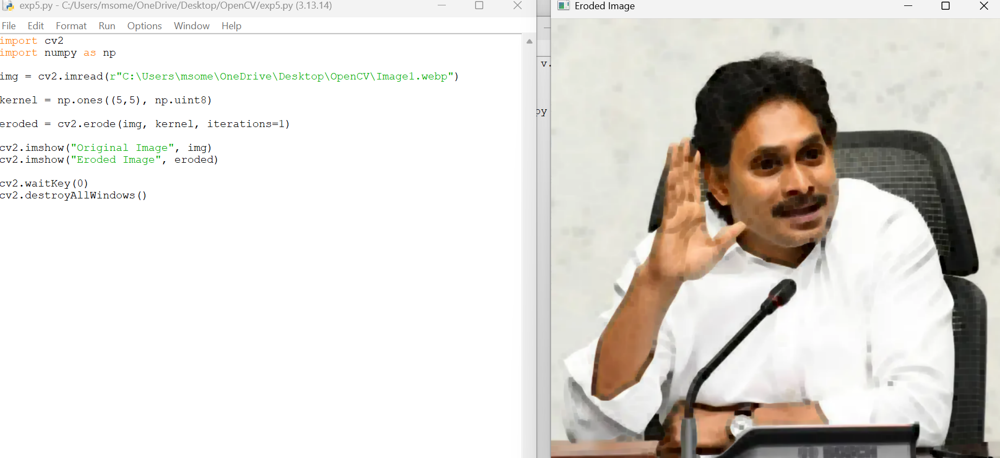 exp5.py - C:/Users/msome/OneDrive/Desktop/OpenCV/exp5.py (3.13.14)
File Edit Format Run Options Window Help
import cv2
import numpy as np
img = cv2.imread(r"C:\Users\msome\OneDrive\Desktop\OpenCV\Image1.webp")
kernel = np.ones((5,5), np.uint8)
eroded = cv2.erode(img, kernel, iterations=1)
cv2.imshow("Original Image", img)
cv2.imshow("Eroded Image", eroded)
cv2.waitKey(0)
cv2.destroyAllWindows()
v.
py
Eroded Image